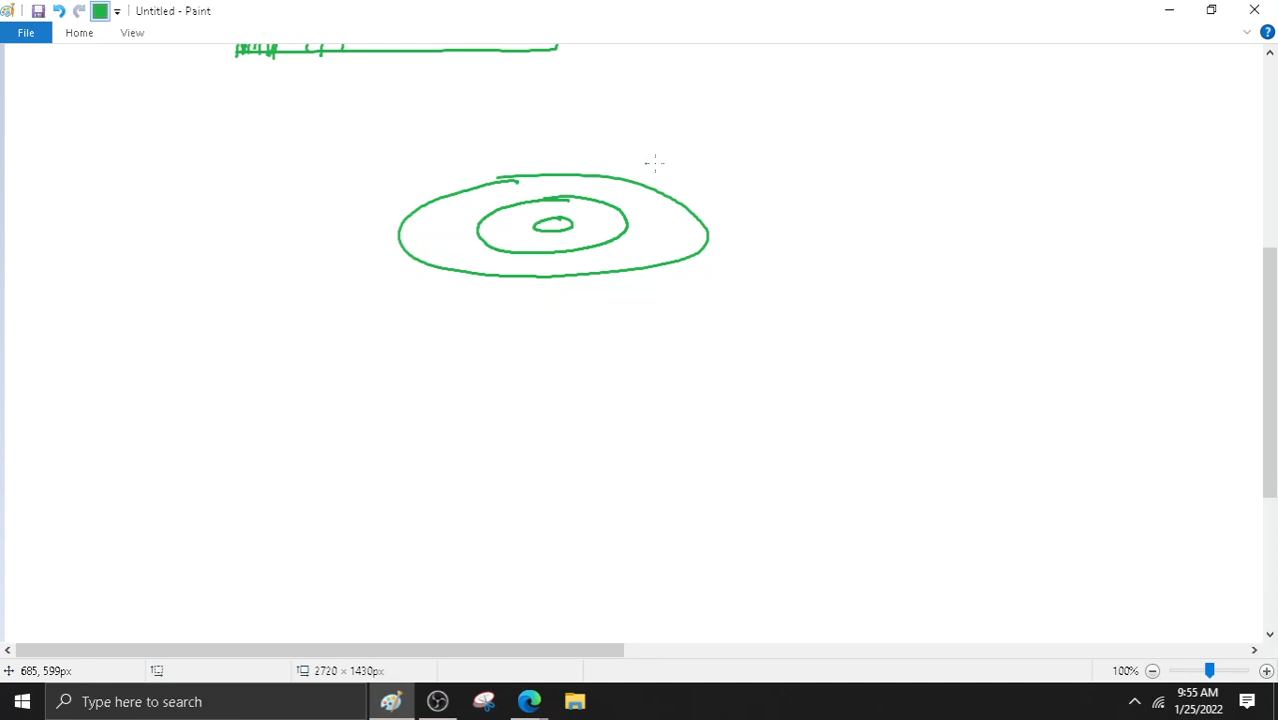 Untitled - Paint
File Home View
685, 599px
2720 × 1430px
100%
Type here to search
9:55 AM
1/25/2022